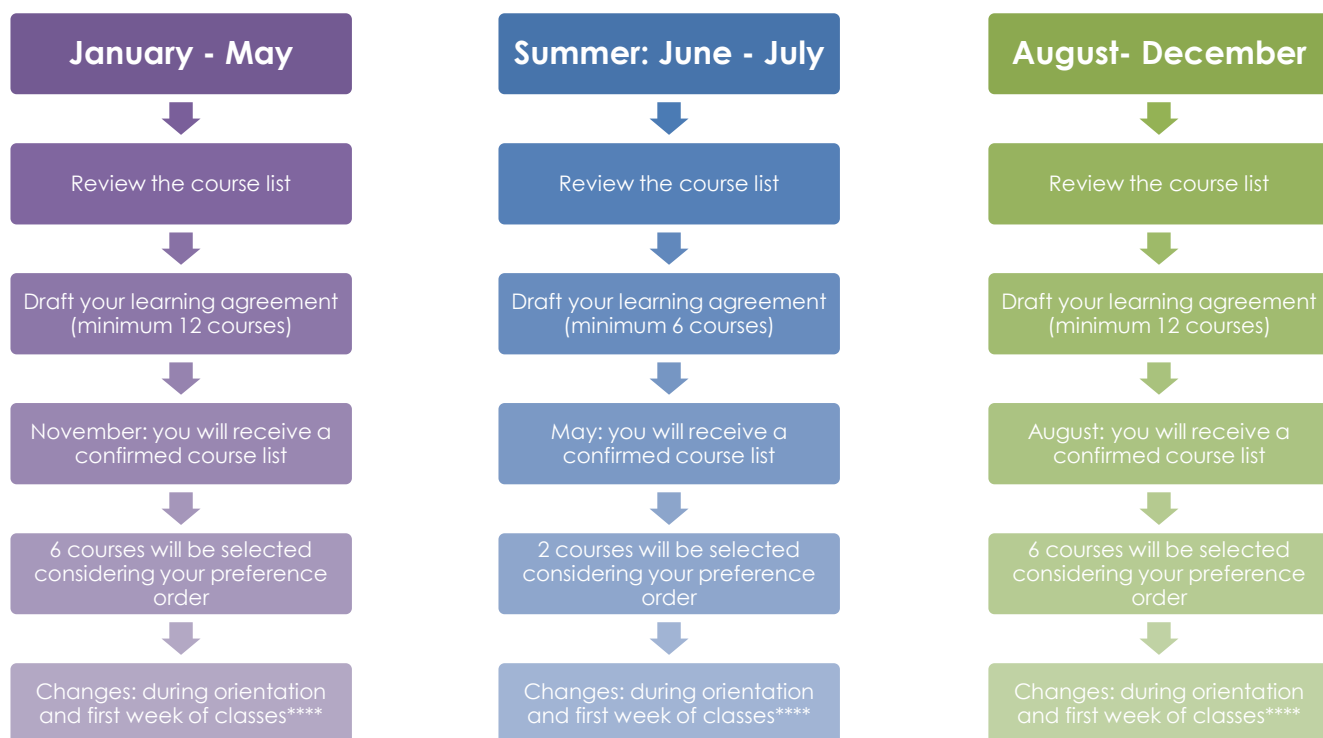 January - May
Review the course list
Draft your learning agreement
(minimum 12 courses)
November: you will receive a
confirmed course list
6 courses will be selected
considering your preference
order
Changes: during orientation
and first week of classes****
Summer: June - July
Review the course list
Draft your learning agreement
(minimum 6 courses)
May: you will receive a
confirmed course list
2 courses will be selected
considering your preference
order
Changes: during orientation
and first week of classes****
August- December
Review the course list
Draft your learning agreement
(minimum 12 courses)
August: you will receive a
confirmed course list
6 courses will be selected
considering your preference
order
Changes: during orientation
and first week of classes****